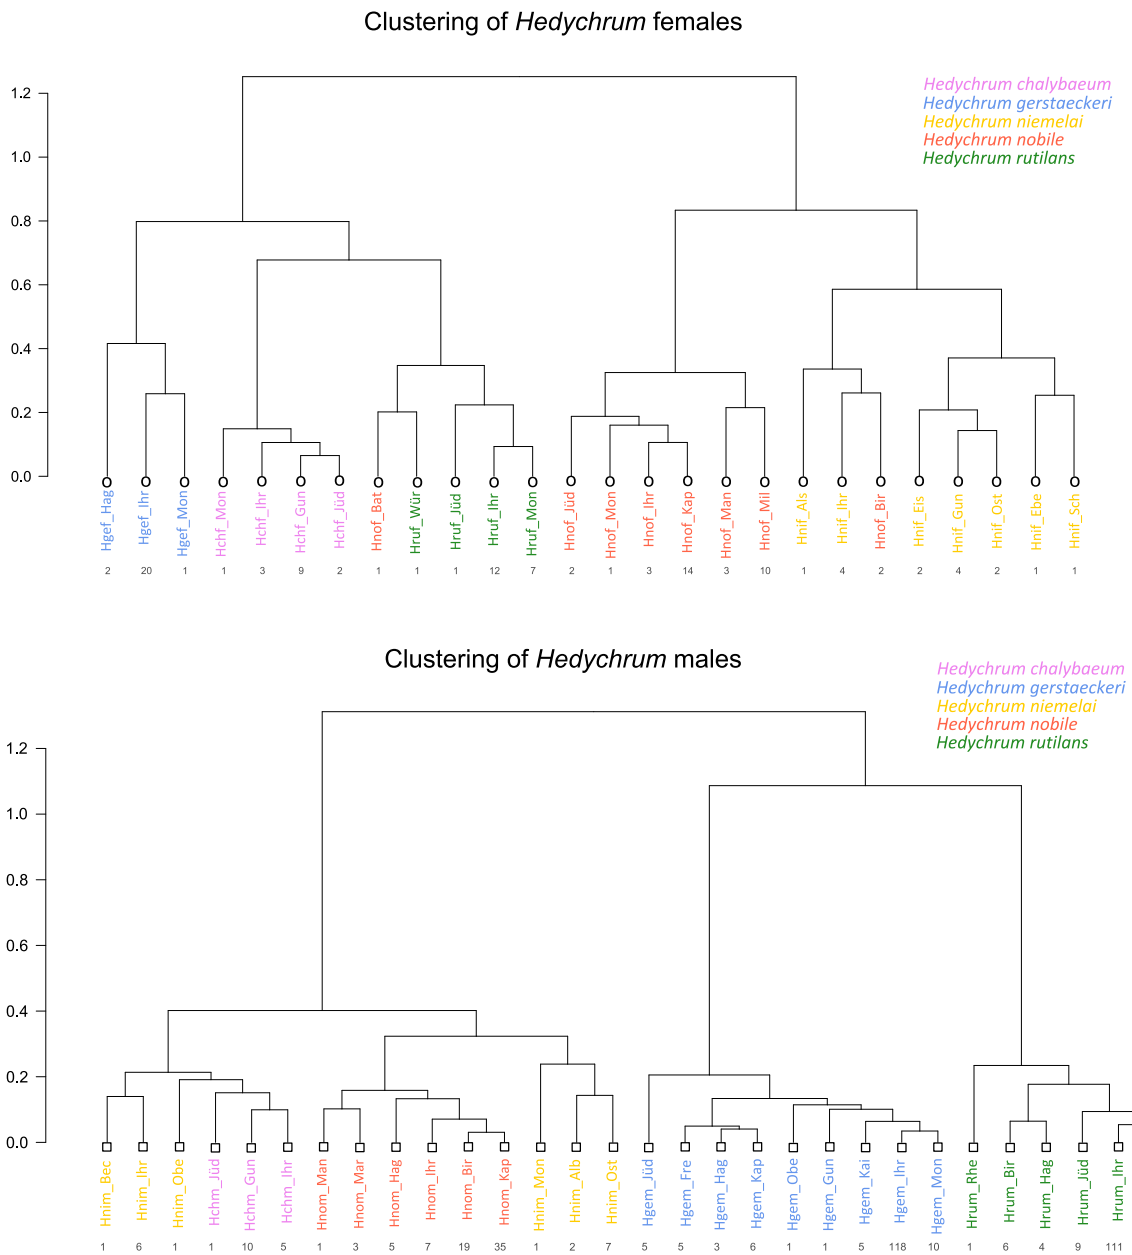 Clustering of Hedychrum females
Hedychrum chalybaeum
Hedychrum gerstaeckeri
Hedychrum niemelai
Hedychrum nobile
Hedychrum rutilans
1.2
1.0
0.8
0.6
0.4
0.2
0.0
Hgef_Hag Hgef_Ihr Hgef_Mon Hchf_Mon Hchf_Ihr Hchf_Gun Hchf_Jüd Hnof_Bat Hruf_Wür Hruf_Jüd Hruf_Ihr Hruf_Mon Hnof_Jüd Hnof_Mon Hnof_Ihr Hnof_Kap Hnof_Man Hnof_Mil Hnif_Als Hnif_Ihr Hnof_Bir Hnif_Eis Hnif_Gun Hnif_Ost Hnif_Ebe Hnif_Sch
2 20 1 1 3 9 2 1 1 1 12 7 2 1 3 14 3 10 1 4 2 2 4 2 1 1
Clustering of Hedychrum males
Hedychrum chalybaeum
Hedychrum gerstaeckeri
Hedychrum niemelai
Hedychrum nobile
Hedychrum rutilans
1.2
1.0
0.8
0.6
0.4
0.2
0.0
Hnim_Bec Hnim_Ihr Hnim_Obe Hchm_Jüd Hchm_Gun Hchm_Ihr Hnom_Man Hnom_Mar Hnom_Hag Hnom_Ihr Hnom_Bir Hnom_Kap Hnim_Mon Hnim_Alb Hnim_Ost Hgem_Jüd Hgem_Fre Hgem_Hag Hgem_Kap Hgem_Obe Hgem_Gun Hgem_Kai Hgem_Ihr Hgem_Mon Hrum_Rhe Hrum_Bir Hrum_Hag Hrum_Jüd Hrum_Ihr
1 6 1 1 10 5 1 3 5 7 19 35 1 2 7 5 5 3 6 1 1 5 118 10 1 6 4 9 111